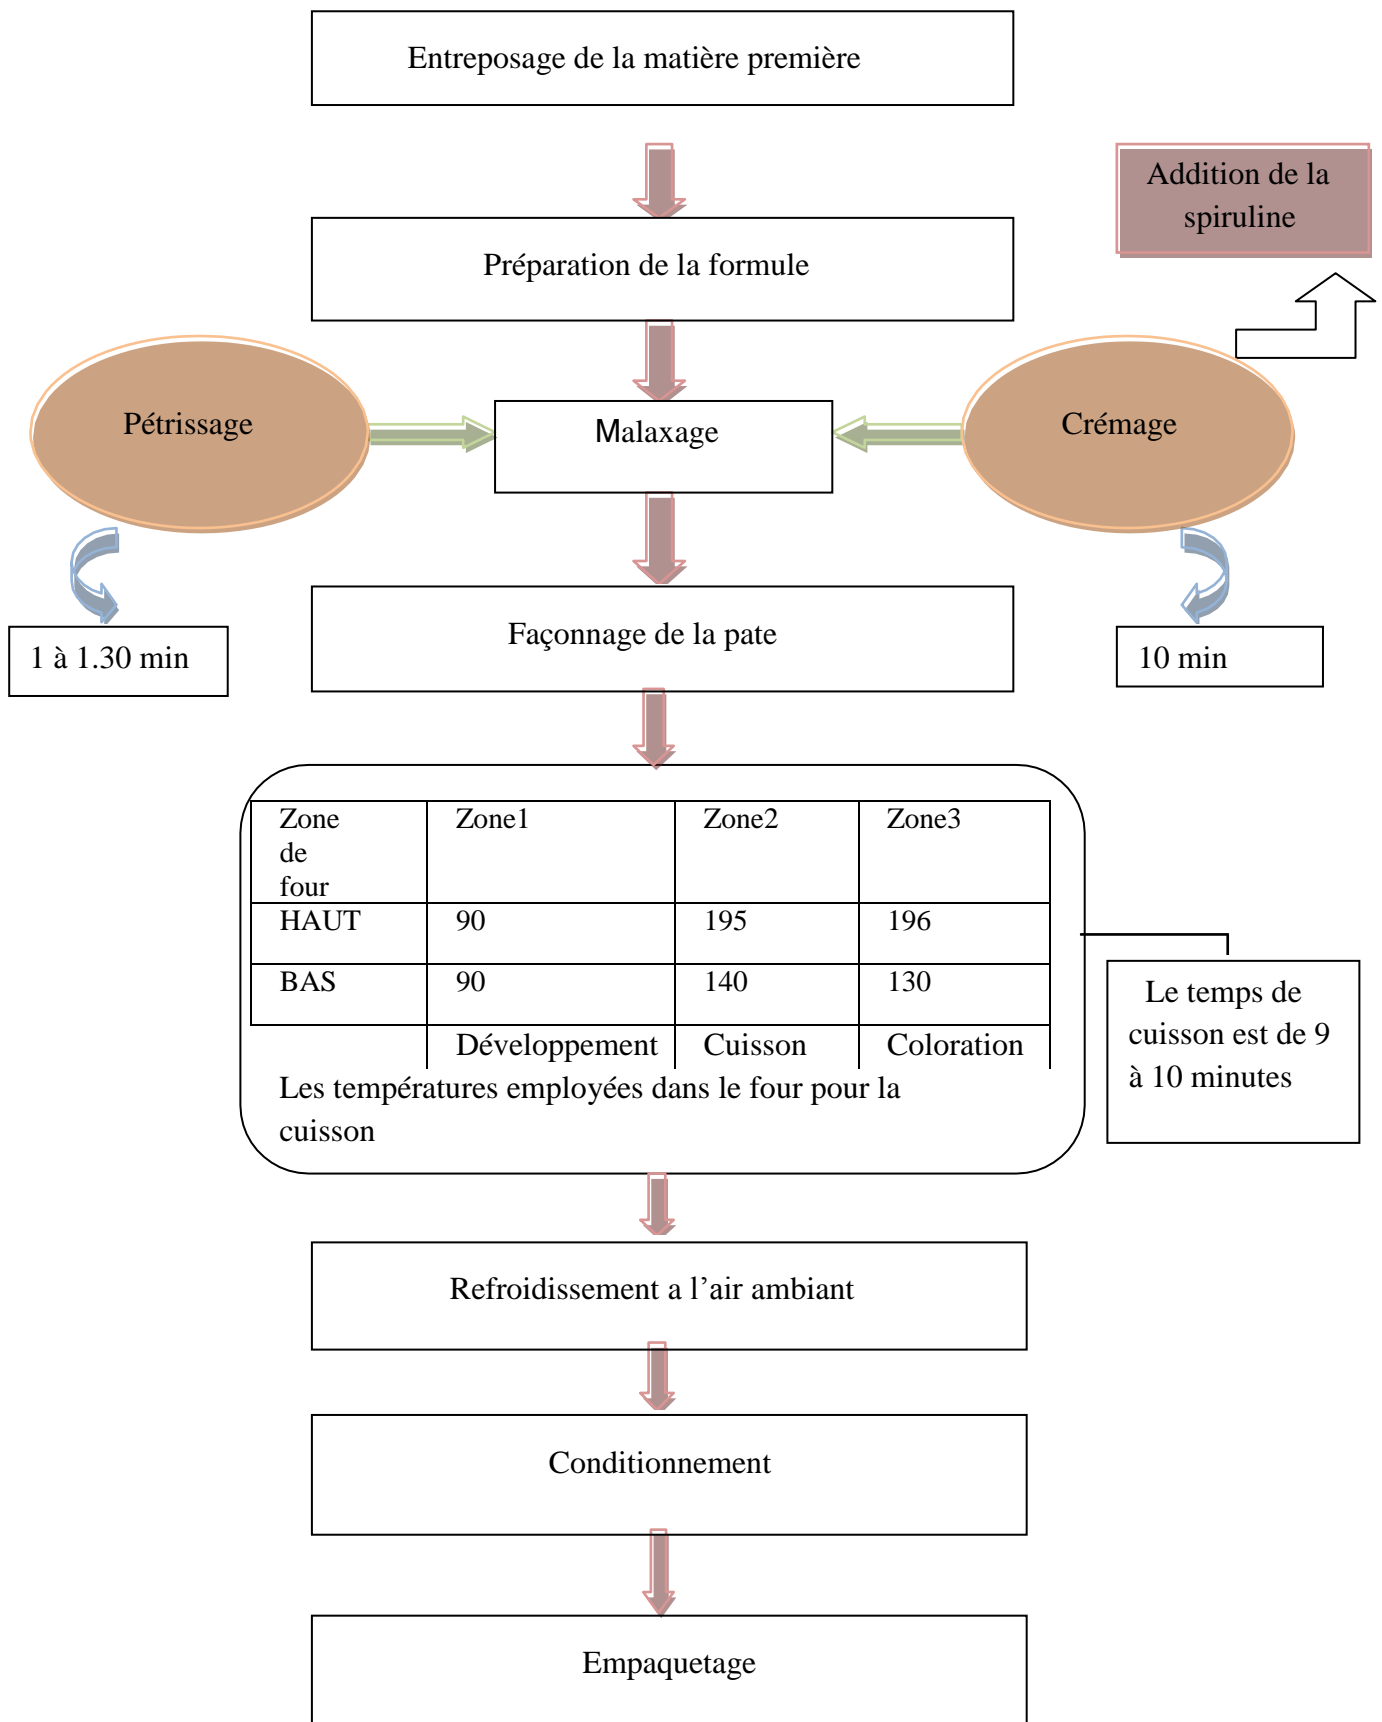 Entreposage de la matière première
Addition de la
spiruline
Préparation de la formule
Pétrissage
Malaxage
Crémage
Façonnage de la pate
1 à 1.30 min
10 min
Zone
de
four
Zone1
Zone2
Zone3
HAUT
90
195
196
BAS
90
140
130
Développement
Cuisson
Coloration
Les températures employées dans le four pour la
cuisson
Le temps de
cuisson est de 9
à 10 minutes
Refroidissement a l’air ambiant
Conditionnement
Empaquetage